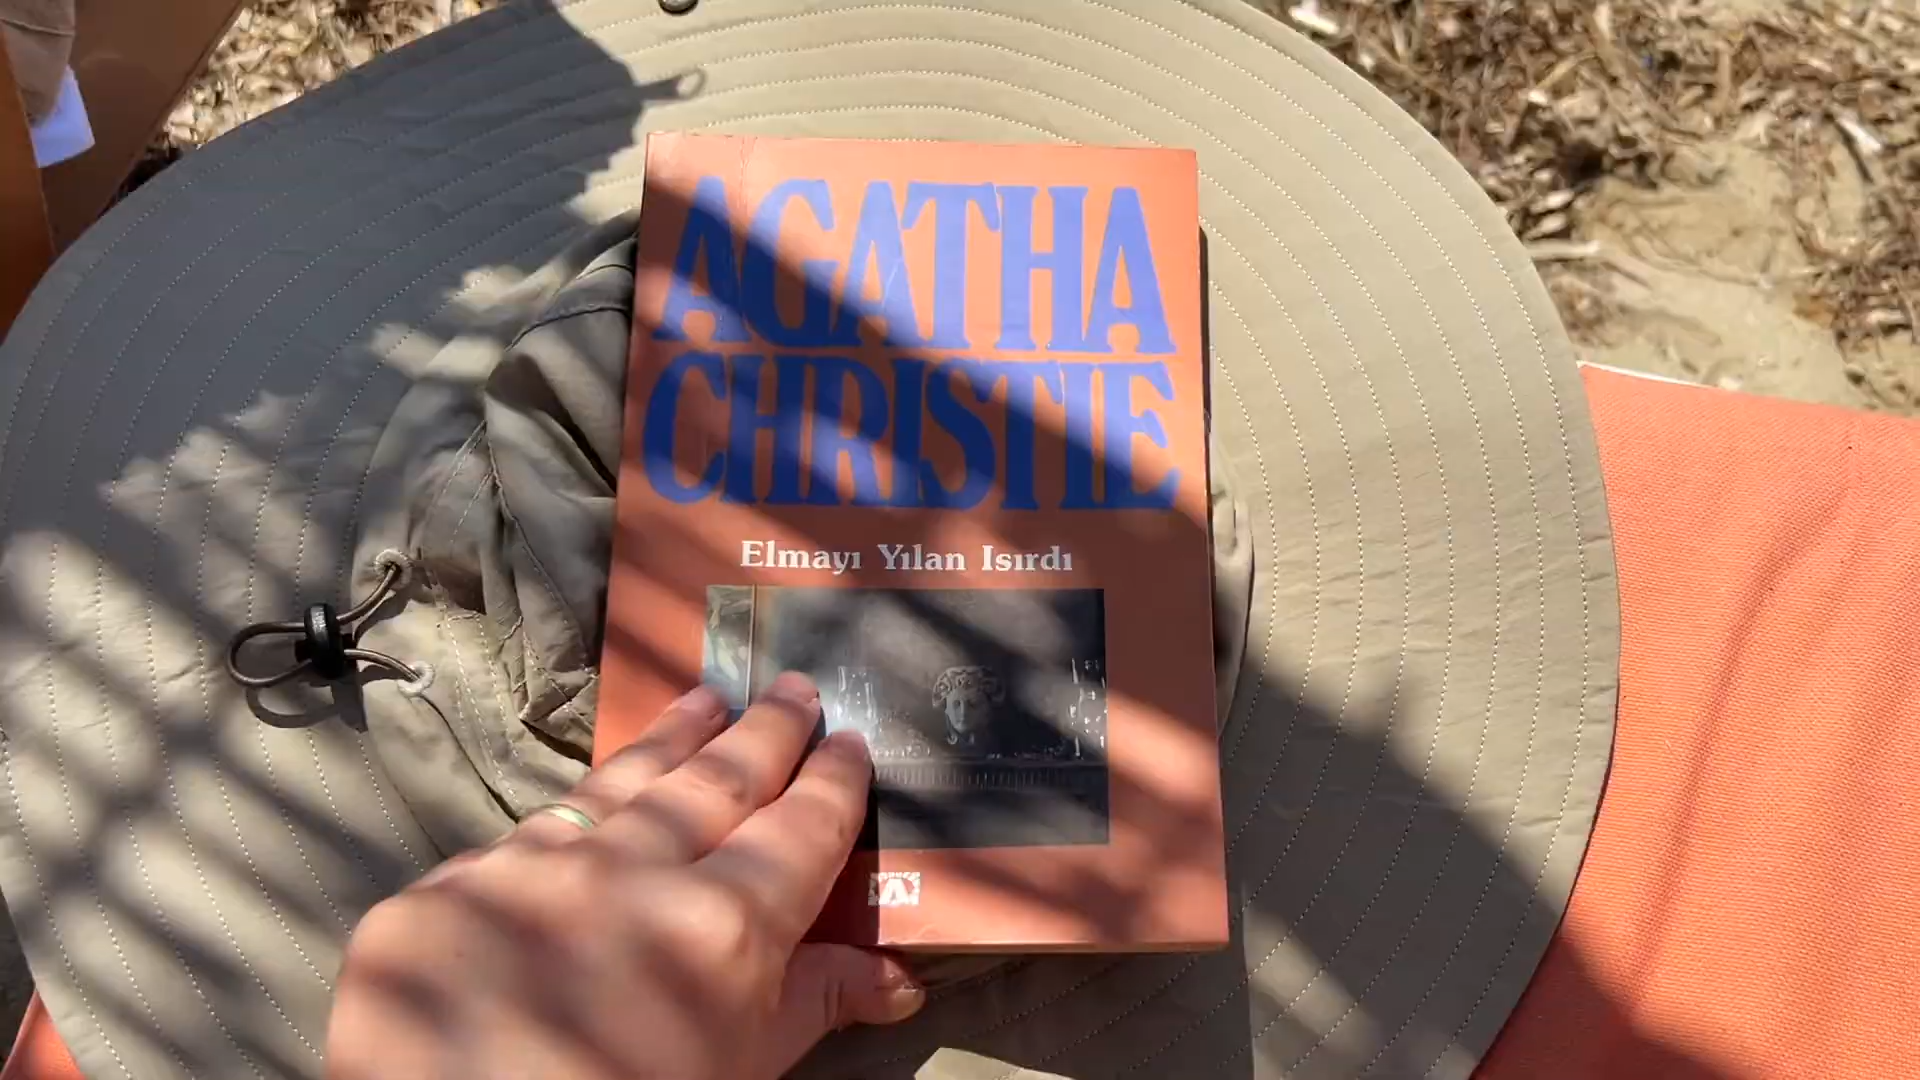 AGATHA
CHRISTIE
Elmayı Yılan Isırdı